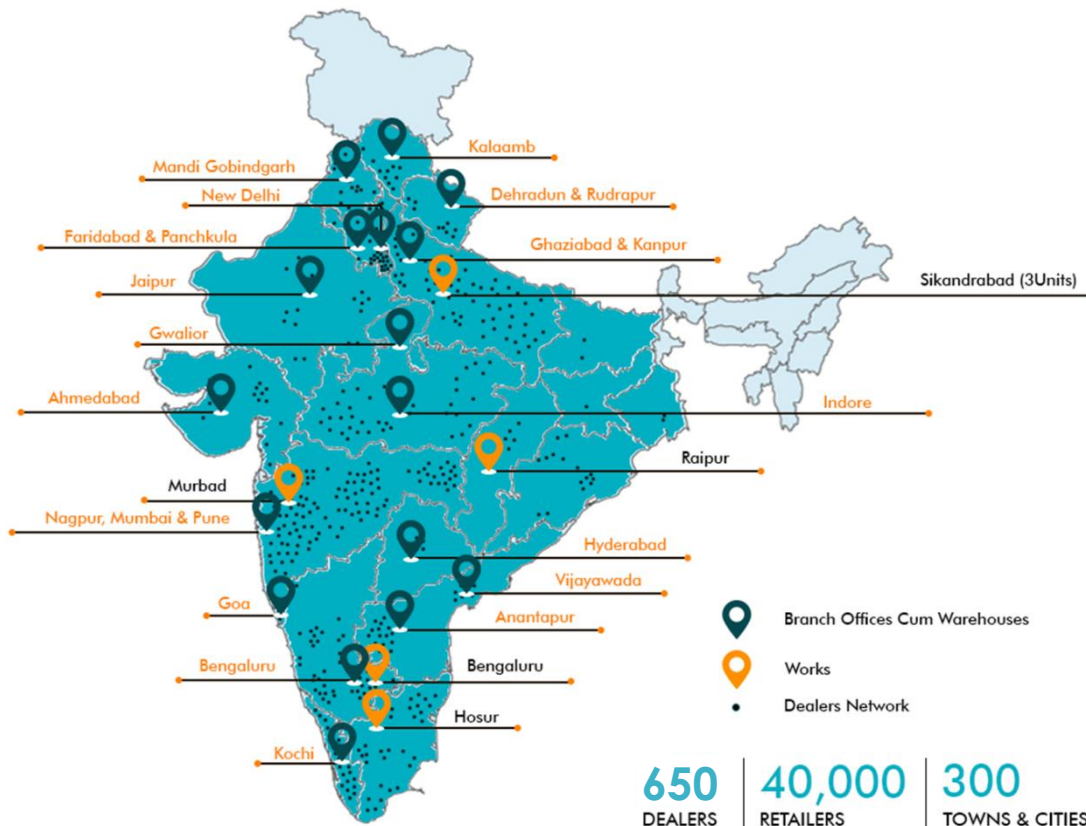 Kalaamb
Mandi Gobindgarh
New Delhi
Dehradun & Rudrapur
Faridabad & Panchkula
Ghaziabad & Kanpur
Jaipur
Sikandrabad (3Units)
Gwalior
Ahmedabad
Indore
Raipur
Murbad
Nagpur, Mumbai & Pune
Hyderabad
Vijayawada
Goa
Anantapur
Bengaluru
Bengaluru
Hosur
Kochi
Branch Offices Cum Warehouses
Works
Dealers Network
650
DEALERS
40,000
RETAILERS
300
TOWNS & CITIES